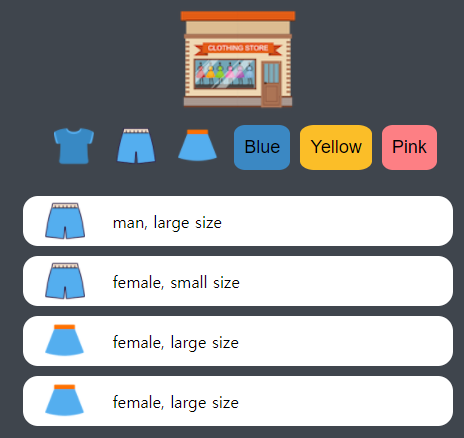 CLOTHING STORE
Blue Yellow Pink
man, large size
female, small size
female, large size
female, large size